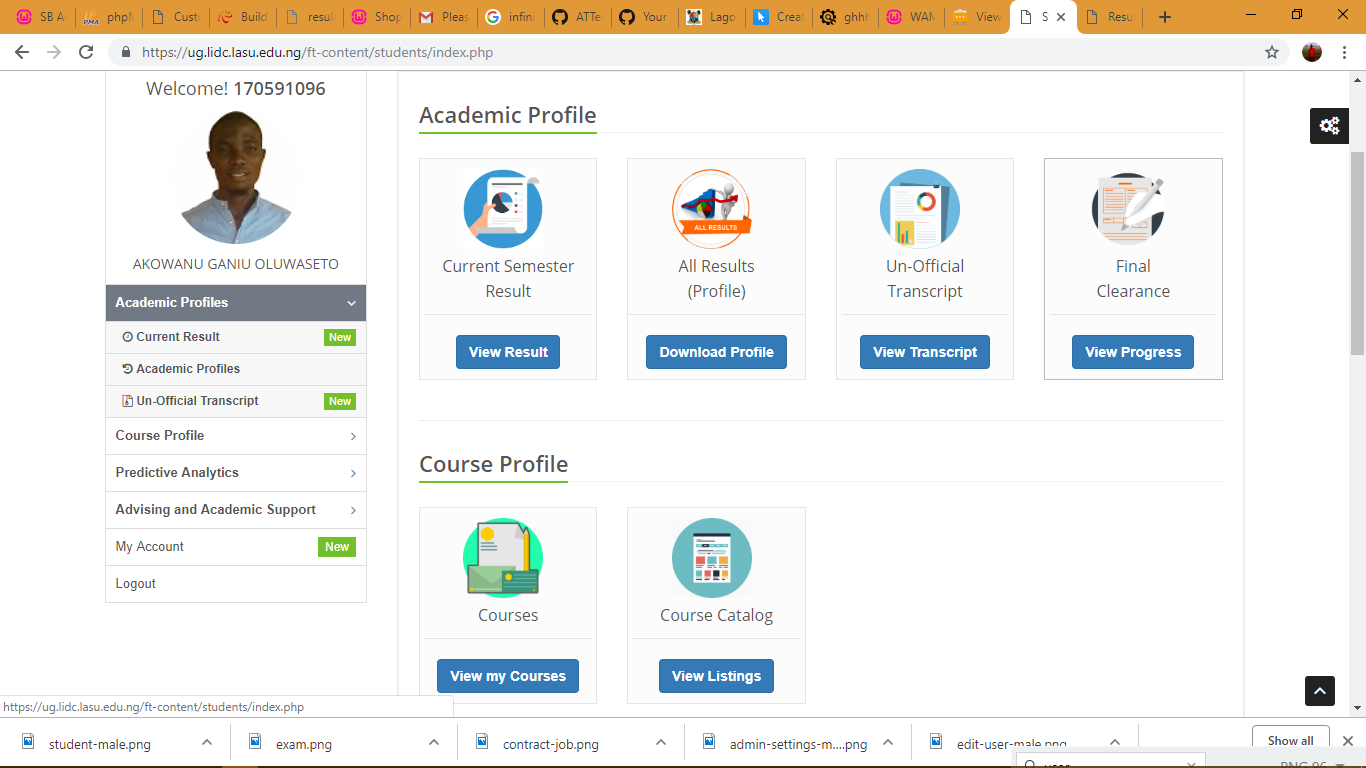 SB A
phpM
Cust
Build
resul
Shop
Pleas
infini
ATTe
Your
Lago
Creat
ghhh
WAM
View
S
Resu
https://ug.lidc.lasu.edu.ng/ft-content/students/index.php
Welcome! 170591096
AKOWANU GANIU OLUWASETO
Academic Profiles
Current Result New
Academic Profiles
Un-Official Transcript New
Course Profile
Predictive Analytics
Advising and Academic Support
My Account New
Logout
Academic Profile
Current Semester
Result
View Result
ALL RESULTS
All Results
(Profile)
Download Profile
Un-Official
Transcript
View Transcript
Final
Clearance
View Progress
Course Profile
Courses
View my Courses
Course Catalog
View Listings
https://ug.lidc.lasu.edu.ng/ft-content/students/index.php
student-male.png
exam.png
contract-job.png
admin-settings-m....png
edit-user-male.png
Show all